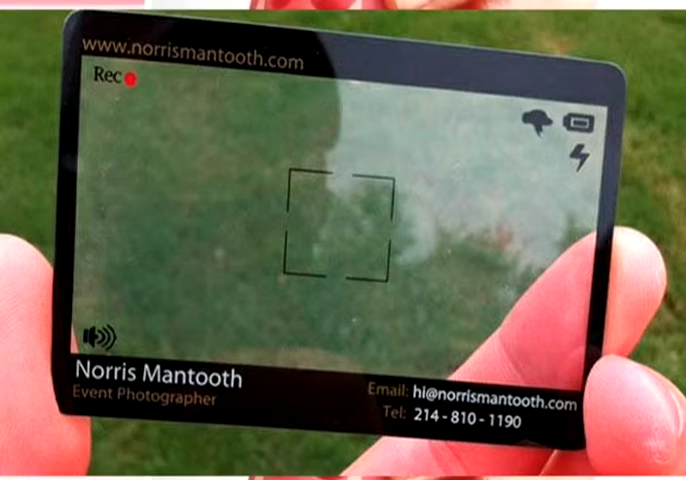 www.norrismantooth.com
Rec
Norris Mantooth
Event Photographer
Email: hi@norrismantooth.com
Tel: 214 - 810 - 1190